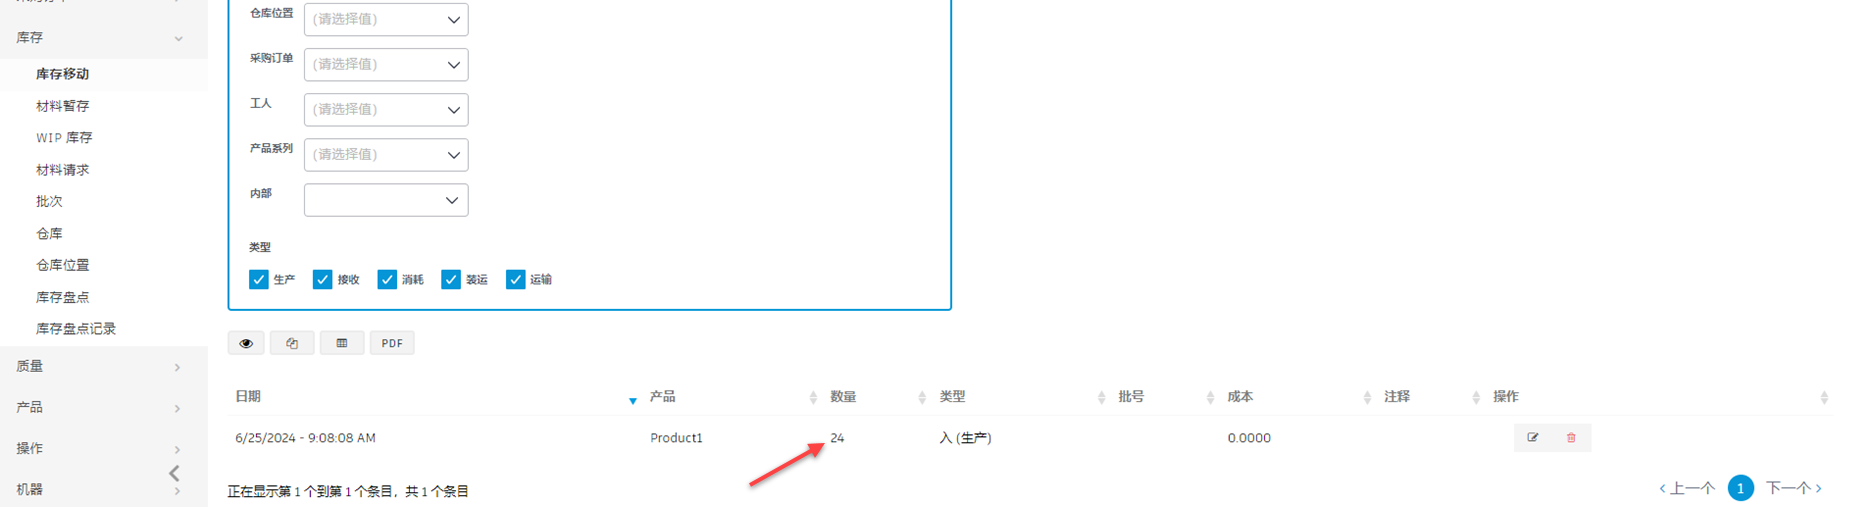 库存
库存移动
材料暂存
WIP 库存
材料请求
批次
仓库
仓库位置
库存盘点
库存盘点记录
质量
产品
操作
机器
仓库位置 (请选择值)
采购订单 (请选择值)
工人 (请选择值)
产品系列 (请选择值)
内部
类型
生产 接收 消耗 装运 运输
PDF
日期 产品 数量 类型 批号 成本 注释 操作
6/25/2024 - 9:08:08 AM Product1 24 入 (生产) 0.0000
正在显示第 1 个到第 1 个条目，共 1 个条目
上一个 1 下一个